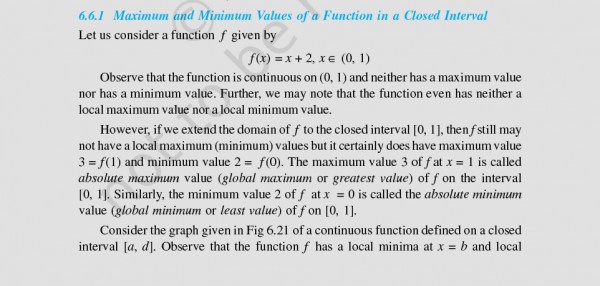 6.6.1 Maximum and Minimum Values of a Function in a Closed Interval
Let us consider a function f given by
f(x) = x + 2, x ∈ (0, 1)
Observe that the function is continuous on (0, 1) and neither has a maximum value
nor has a minimum value. Further, we may note that the function even has neither a
local maximum value nor a local minimum value.
However, if we extend the domain of f to the closed interval [0, 1], then f still may
not have a local maximum (minimum) values but it certainly does have maximum value
3 = f(1) and minimum value 2 = f(0). The maximum value 3 of f at x = 1 is called
absolute maximum value (global maximum or greatest value) of f on the interval
[0, 1]. Similarly, the minimum value 2 of f at x = 0 is called the absolute minimum
value (global minimum or least value) of f on [0, 1].
Consider the graph given in Fig 6.21 of a continuous function defined on a closed
interval [a, d]. Observe that the function f has a local minima at x = b and local